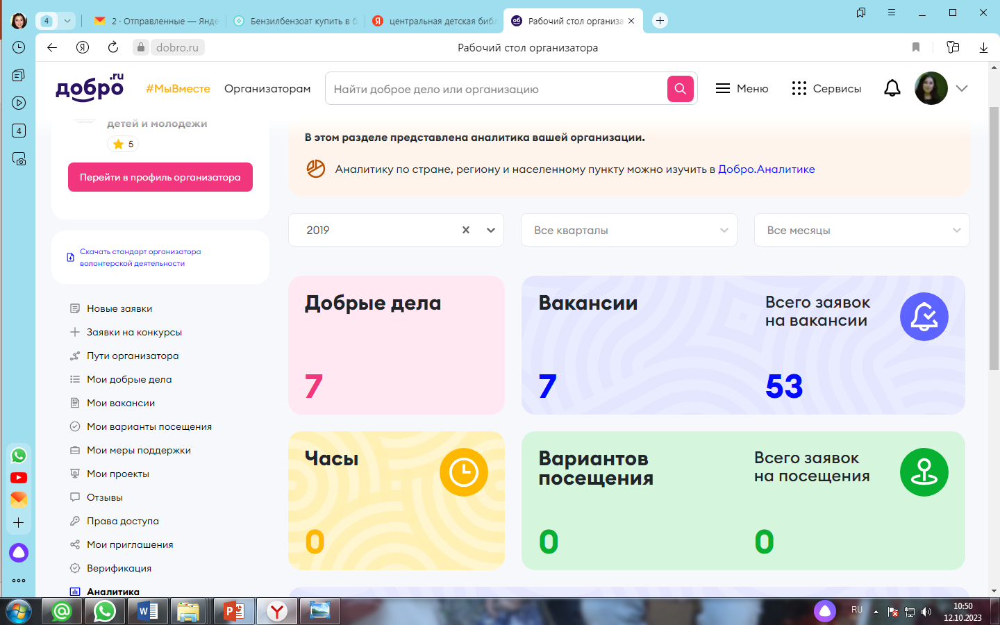 4
2 · Отправленные — Янде
Бензилбензоат купить в б
центральная детская биб
Рабочий стол организа
dobro.ru
Рабочий стол организатора
добро.ru
#МыВместе
Организаторам
Найти доброе дело или организацию
Меню
Сервисы
4
детей и молодежи
5
Перейти в профиль организатора
Скачать стандарт организатора
волонтерской деятельности
Новые заявки
Заявки на конкурсы
Пути организатора
Мои добрые дела
Мои вакансии
Мои варианты посещения
Мои меры поддержки
Мои проекты
Отзывы
Права доступа
Мои приглашения
Верификация
Аналитика
В этом разделе представлена аналитика вашей организации.
Аналитику по стране, региону и населенному пункту можно изучить в Добро.Аналитике
2019
Все кварталы
Все месяцы
Добрые дела
7
Вакансии
7
Всего заявок
на вакансии
53
Часы
0
Вариантов
посещения
0
Всего заявок
на посещения
0
RU
10:50
12.10.2023